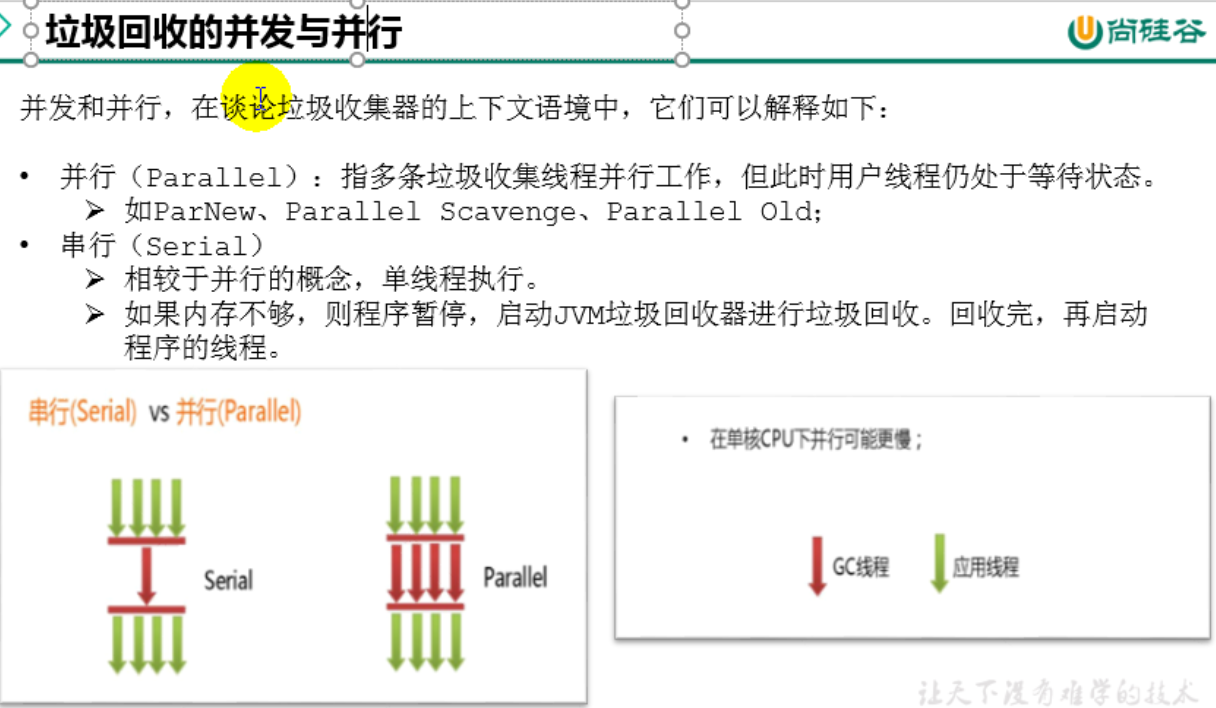 垃圾回收的并发与并行
尚硅谷
并发和并行，在谈论垃圾收集器的上下文语境中，它们可以解释如下：
• 并行（Parallel）：指多条垃圾收集线程并行工作，但此时用户线程仍处于等待状态。
➢ 如ParNew、Parallel Scavenge、Parallel Old；
• 串行（Serial）
➢ 相较于并行的概念，单线程执行。
➢ 如果内存不够，则程序暂停，启动JVM垃圾回收器进行垃圾回收。回收完，再启动
程序的线程。
串行(Serial) vs 并行(Parallel)
Serial
Parallel
• 在单核CPU下并行可能更慢；
GC线程
应用线程
让天下没有难学的技术